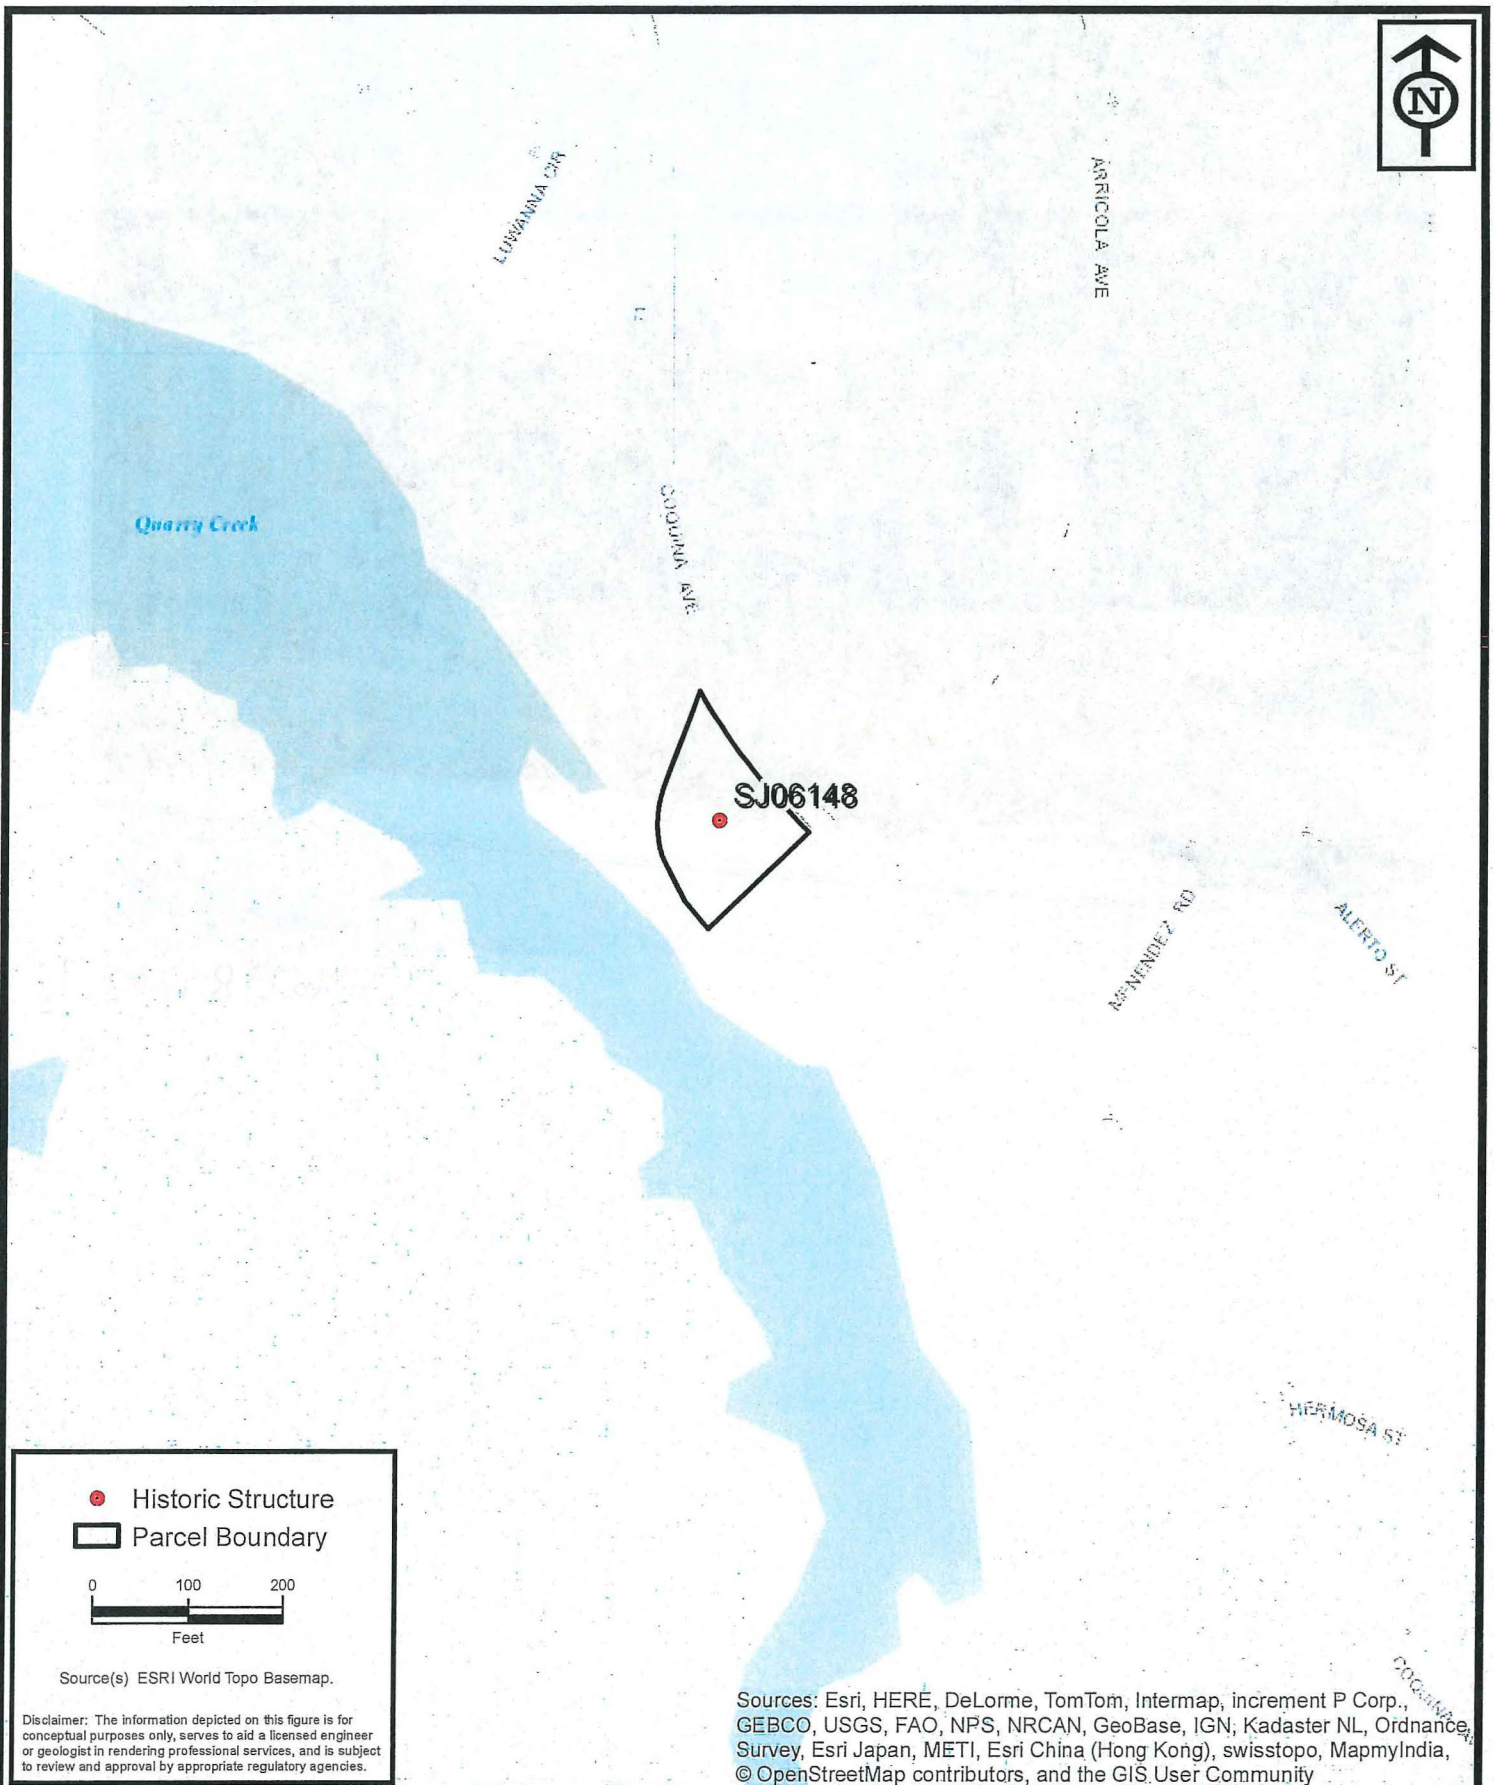 N
LUWANNA CIR
ARRICOLA AVE
Quarry Creek
COQUINA AVE
SJ06148
MENENDEZ RD
ALERTO ST
HERMOSA ST
Historic Structure
Parcel Boundary
0 100 200
Feet
Source(s) ESRI World Topo Basemap.
Disclaimer: The information depicted on this figure is for
conceptual purposes only, serves to aid a licensed engineer
or geologist in rendering professional services, and is subject
to review and approval by appropriate regulatory agencies.
COQUINA
Sources: Esri, HERE, DeLorme, TomTom, Intermap, increment P Corp.,
GEBCO, USGS, FAO, NPS, NRCAN, GeoBase, IGN, Kadaster NL, Ordnance
Survey, Esri Japan, METI, Esri China (Hong Kong), swisstopo, MapmyIndia,
© OpenStreetMap contributors, and the GIS User Community